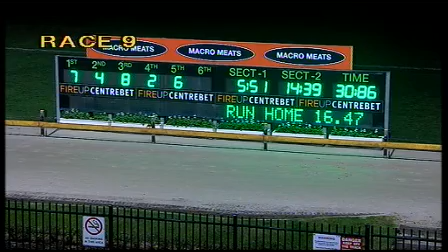 RACE 9
MACRO MEATS MACRO MEATS MACRO MEATS
1ST 2ND 3RD 4TH 5TH 6TH SECT-1 SECT-2 TIME
7 4 8 2 6 5:51 14:39 30:86
FIREUP CENTREBET FIREUP CENTREBET FIREUP CENTREBET FIREUP CENTREBET
RUN HOME 16.47
WARNING DANGER